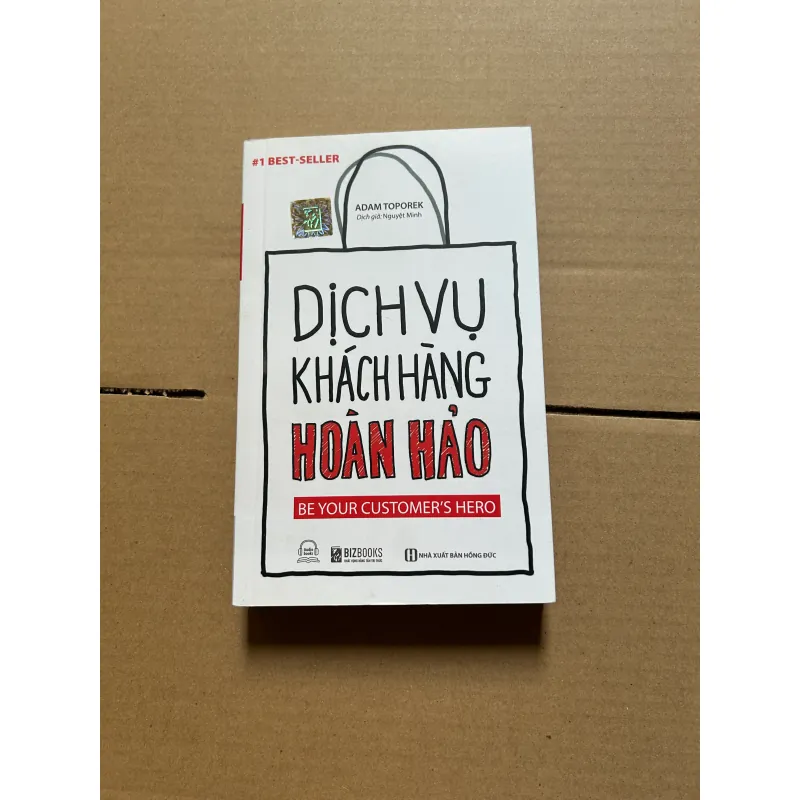 #1 BEST-SELLER
ADAM TOPOREK
Dịch giả: Nguyệt Minh
DỊCH VỤ
KHÁCH HÀNG
HOÀN HẢO
BE YOUR CUSTOMER'S HERO
BIZBOOKS
NHÀ XUẤT BẢN HỒNG ĐỨC